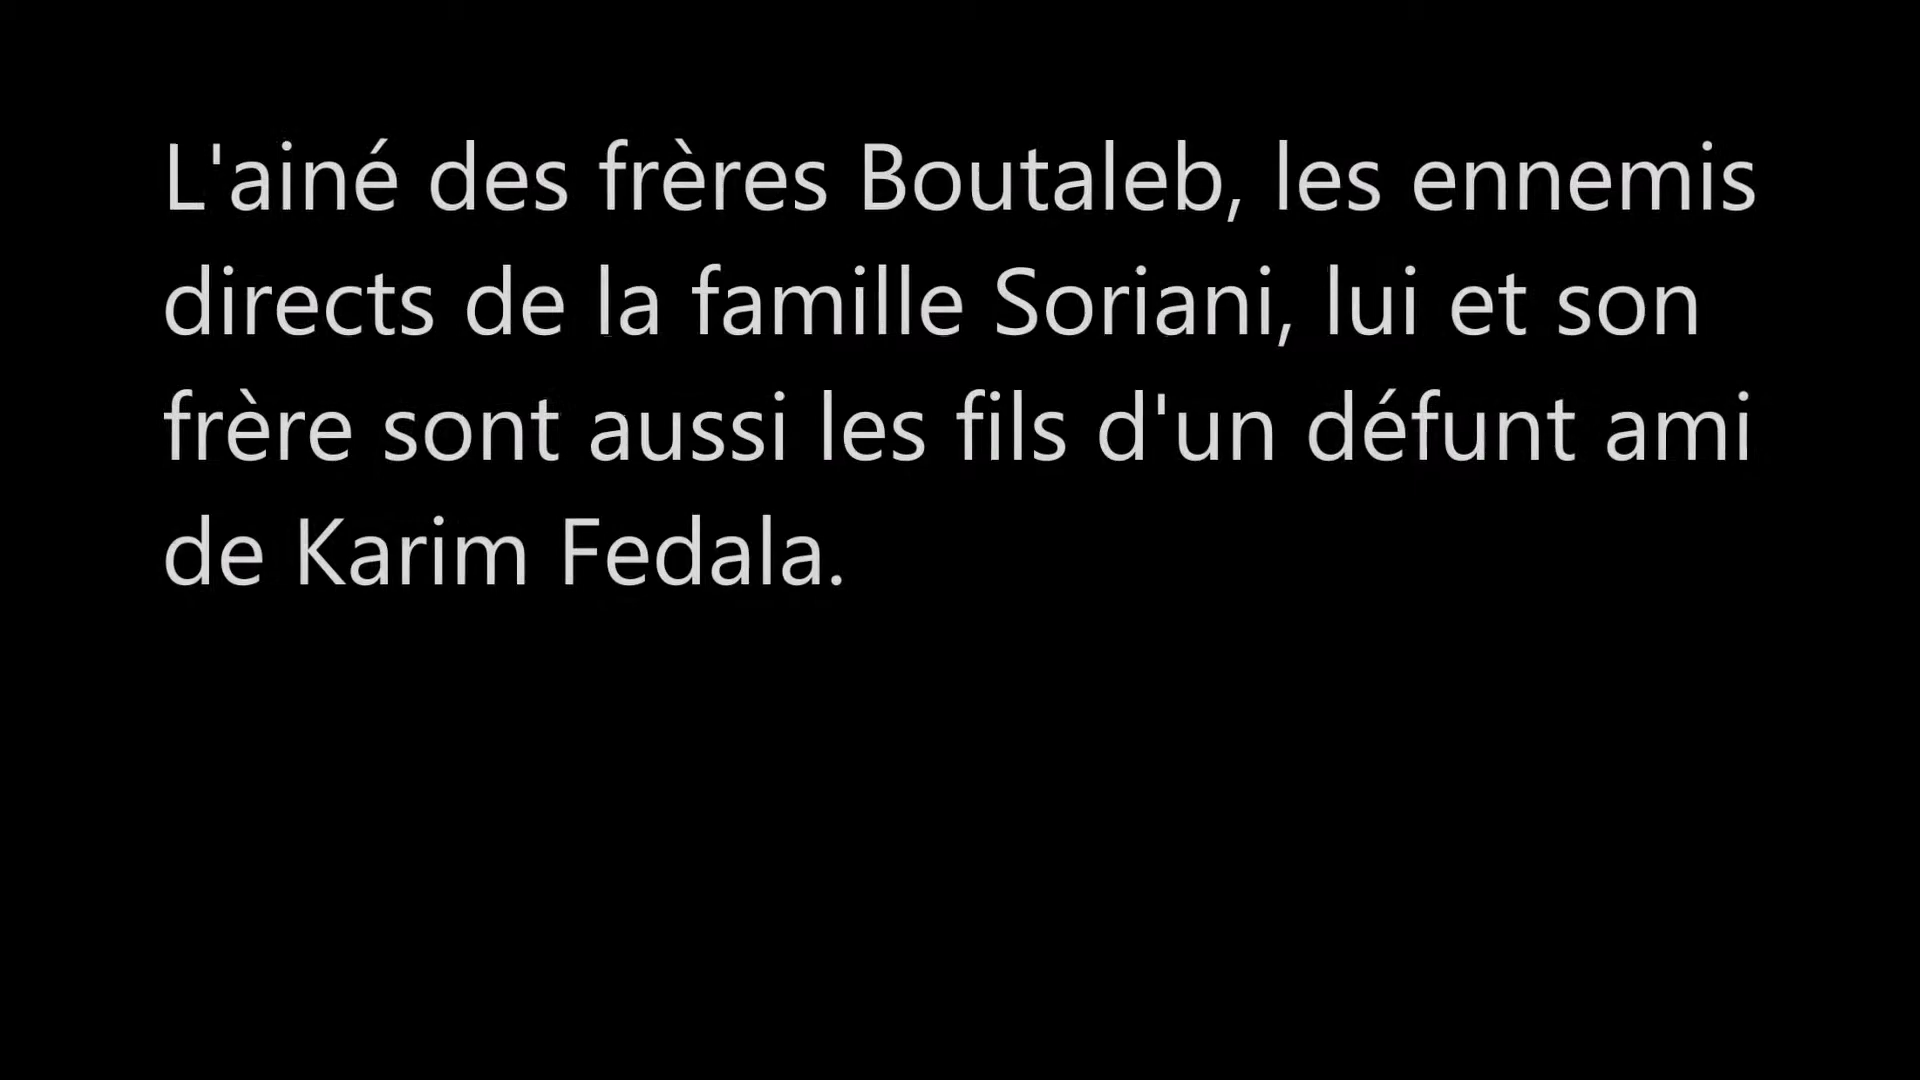 L'ainé des frères Boutaleb, les ennemis
directs de la famille Soriani, lui et son
frère sont aussi les fils d'un défunt ami
de Karim Fedala.